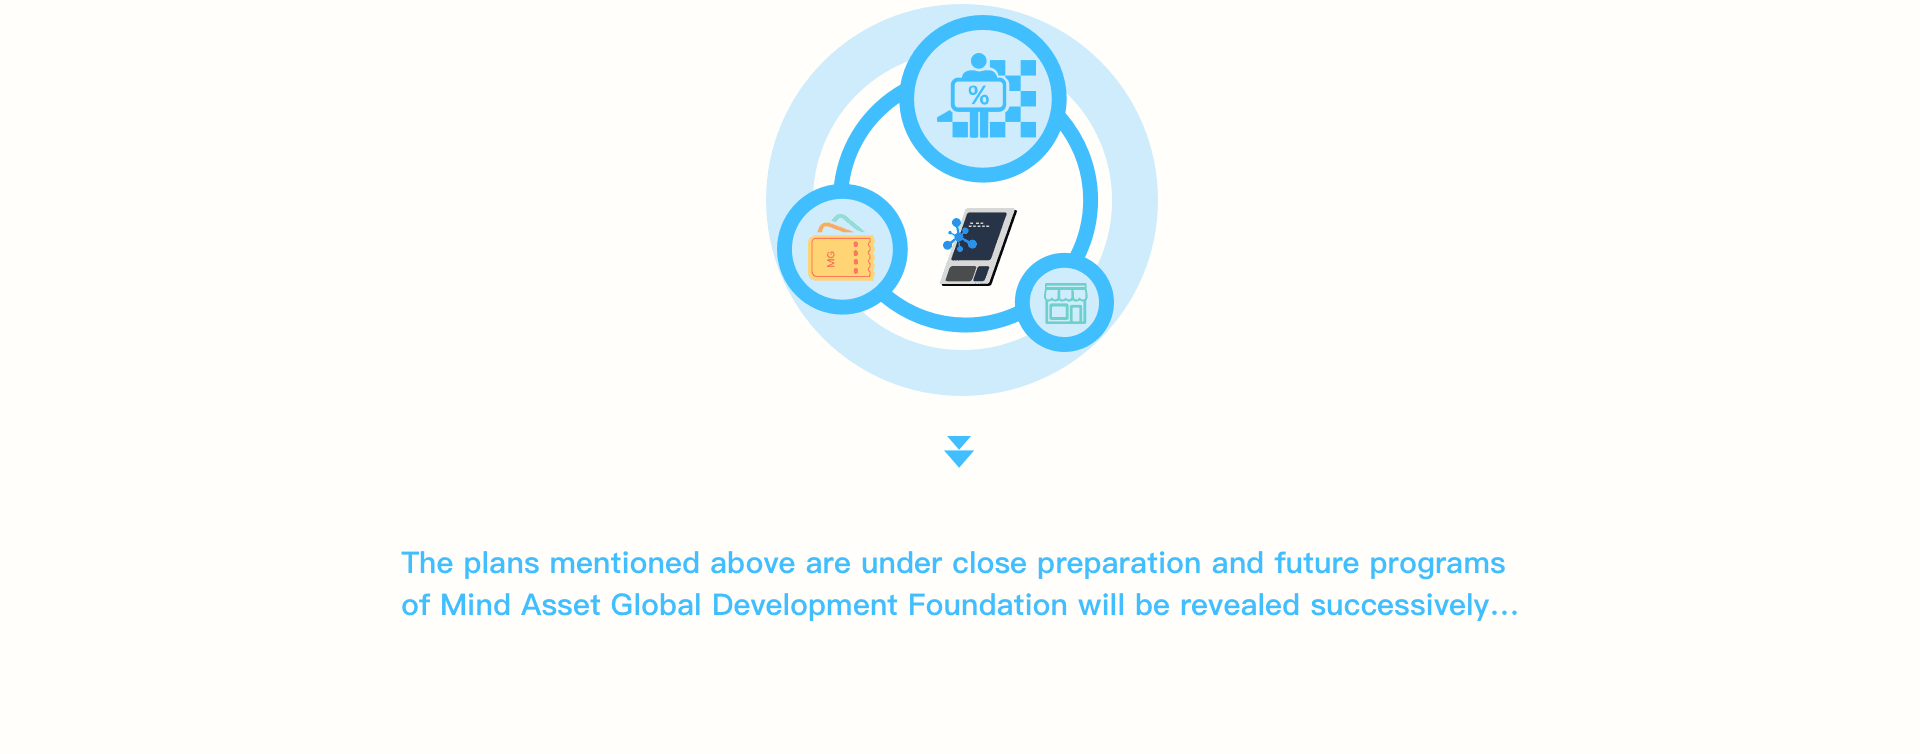 %
MG
The plans mentioned above are under close preparation and future programs
of Mind Asset Global Development Foundation will be revealed successively...